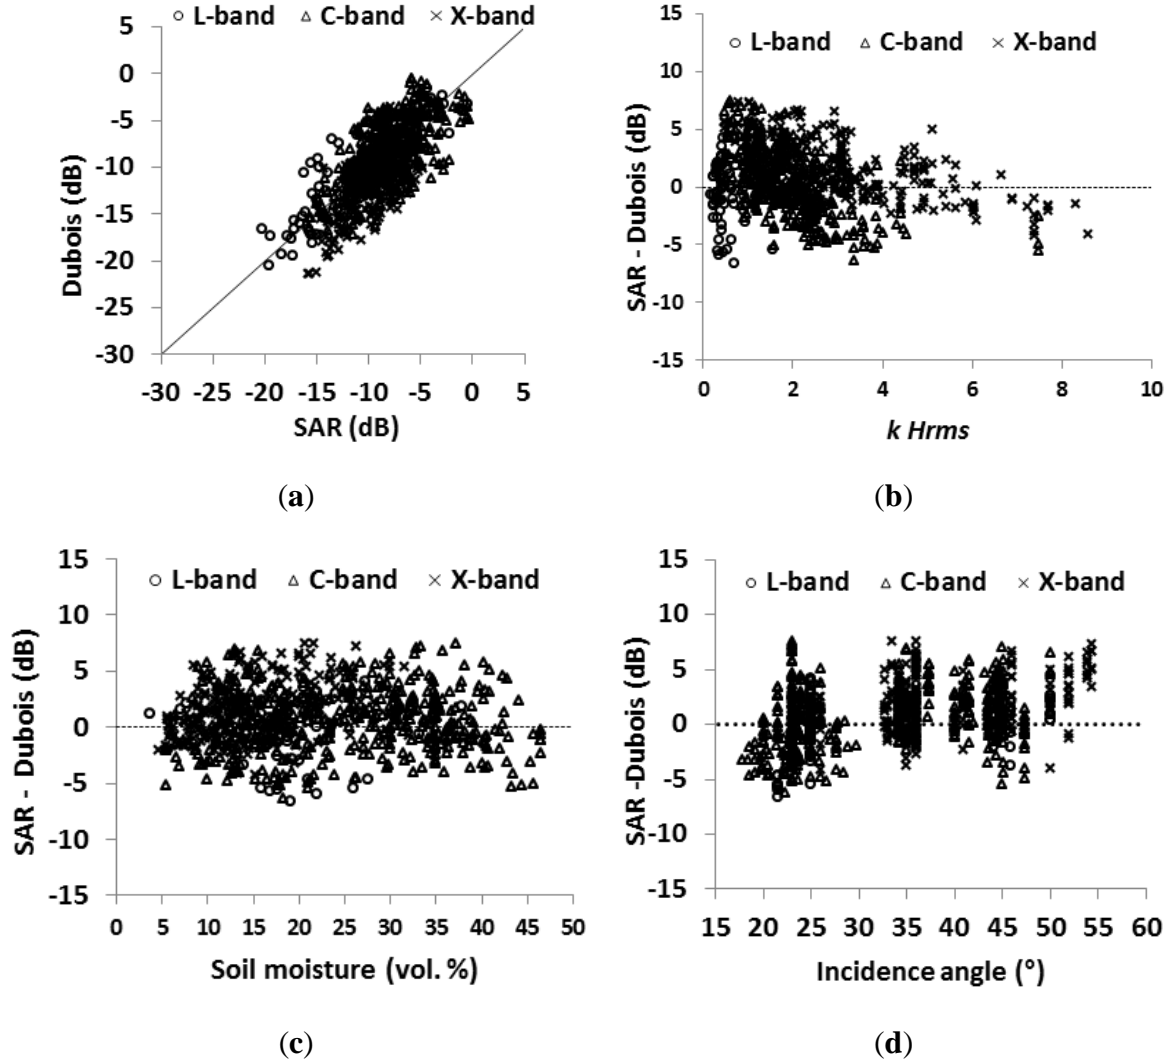 ○ L-band △ C-band × X-band
5
0
-5
-10
-15
-20
-25
-30
Dubois (dB)
-30 -25 -20 -15 -10 -5 0 5
SAR (dB)
(a)
○ L-band △ C-band × X-band
15
10
5
0
-5
-10
-15
SAR - Dubois (dB)
0 2 4 6 8 10
k Hrms
(b)
○ L-band △ C-band × X-band
15
10
5
0
-5
-10
-15
SAR - Dubois (dB)
0 5 10 15 20 25 30 35 40 45 50
Soil moisture (vol. %)
(c)
○ L-band △ C-band × X-band
15
10
5
0
-5
-10
-15
SAR -Dubois (dB)
15 20 25 30 35 40 45 50 55 60
Incidence angle (°)
(d)